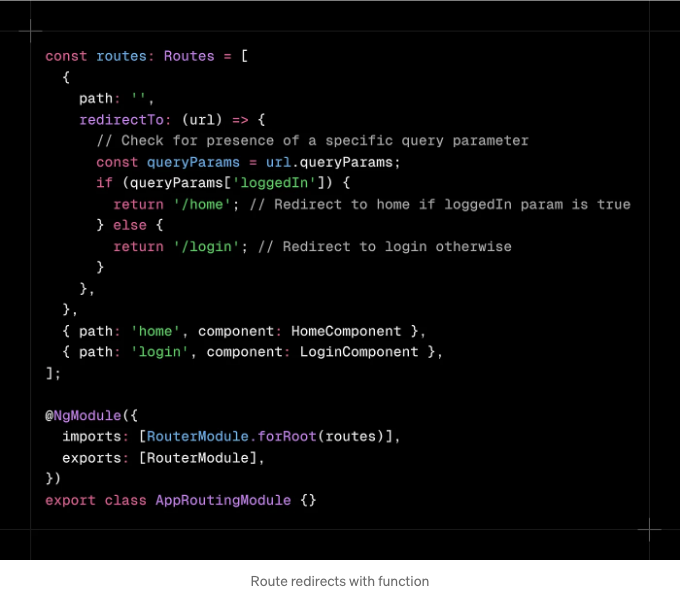 const routes: Routes = [
  {
    path: '',
    redirectTo: (url) => {
      // Check for presence of a specific query parameter
      const queryParams = url.queryParams;
      if (queryParams['loggedIn']) {
        return '/home'; // Redirect to home if loggedIn param is true
      } else {
        return '/login'; // Redirect to login otherwise
      }
    },
  },
  { path: 'home', component: HomeComponent },
  { path: 'login', component: LoginComponent },
];

@NgModule({
  imports: [RouterModule.forRoot(routes)],
  exports: [RouterModule],
})
export class AppRoutingModule {}
Route redirects with function